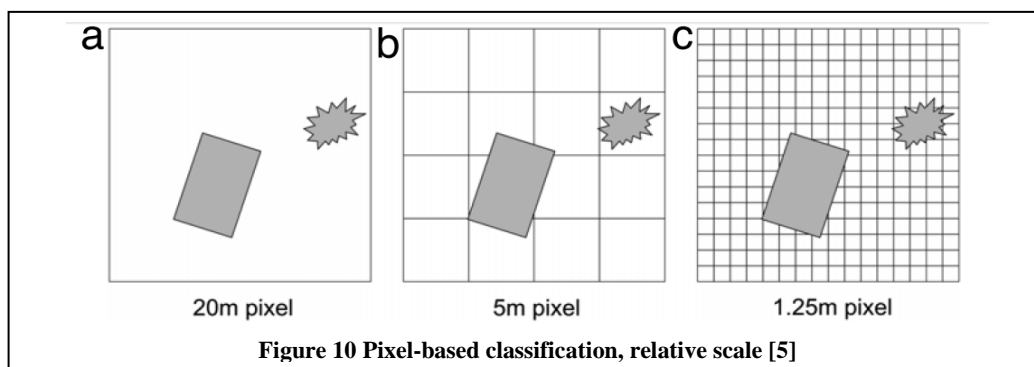 a b c
20m pixel 5m pixel 1.25m pixel
Figure 10 Pixel-based classification, relative scale [5]